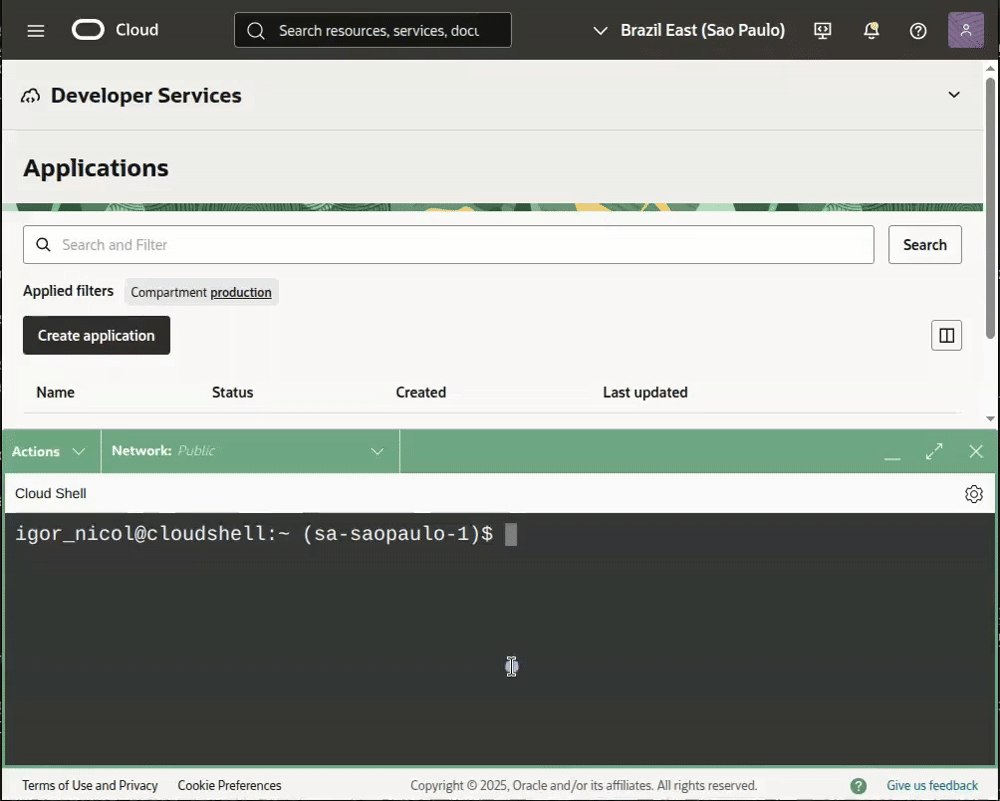 Cloud
Search resources, services, docu
Brazil East (Sao Paulo)
Developer Services
Applications
Search and Filter
Search
Applied filters
Compartment production
Create application
Name Status Created Last updated
Actions
Network: Public
Cloud Shell
igor_nicol@cloudshell:~ (sa-saopaulo-1)$
Terms of Use and Privacy Cookie Preferences Copyright © 2025, Oracle and/or its affiliates. All rights reserved. Give us feedback